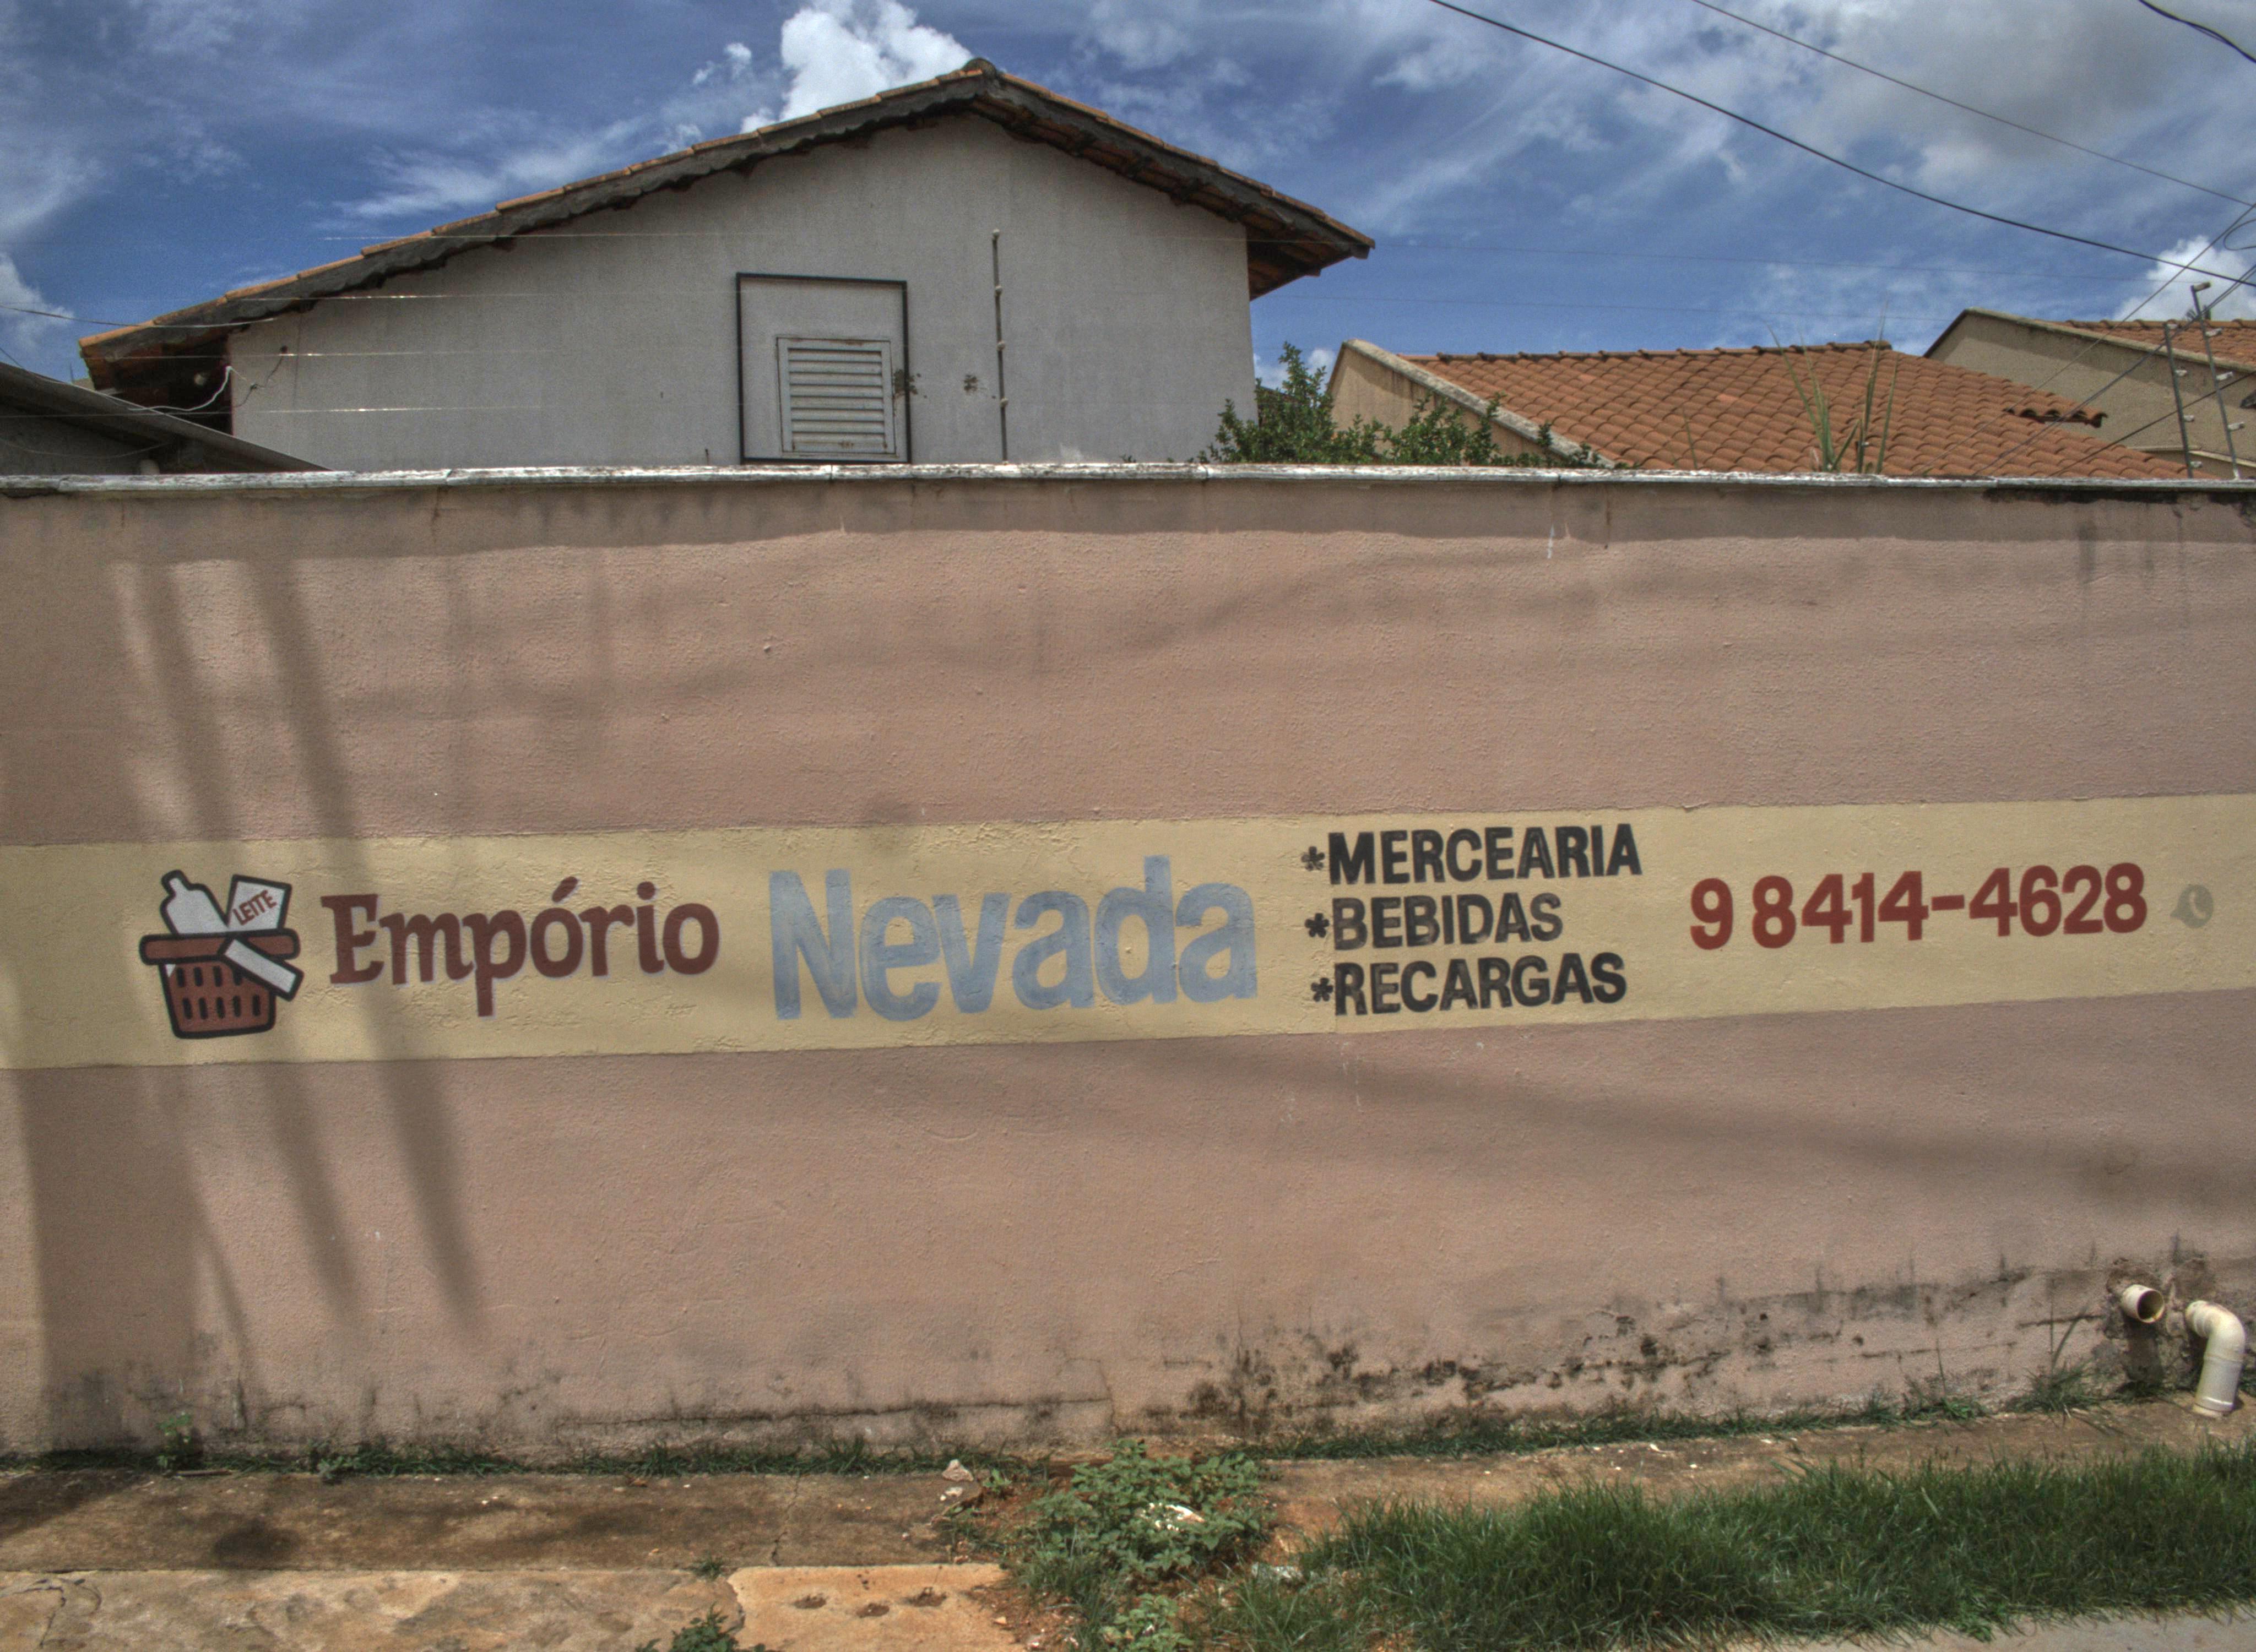 LEITE
Empório Nevada
*MERCEARIA
*BEBIDAS
*RECARGAS
9 8414-4628